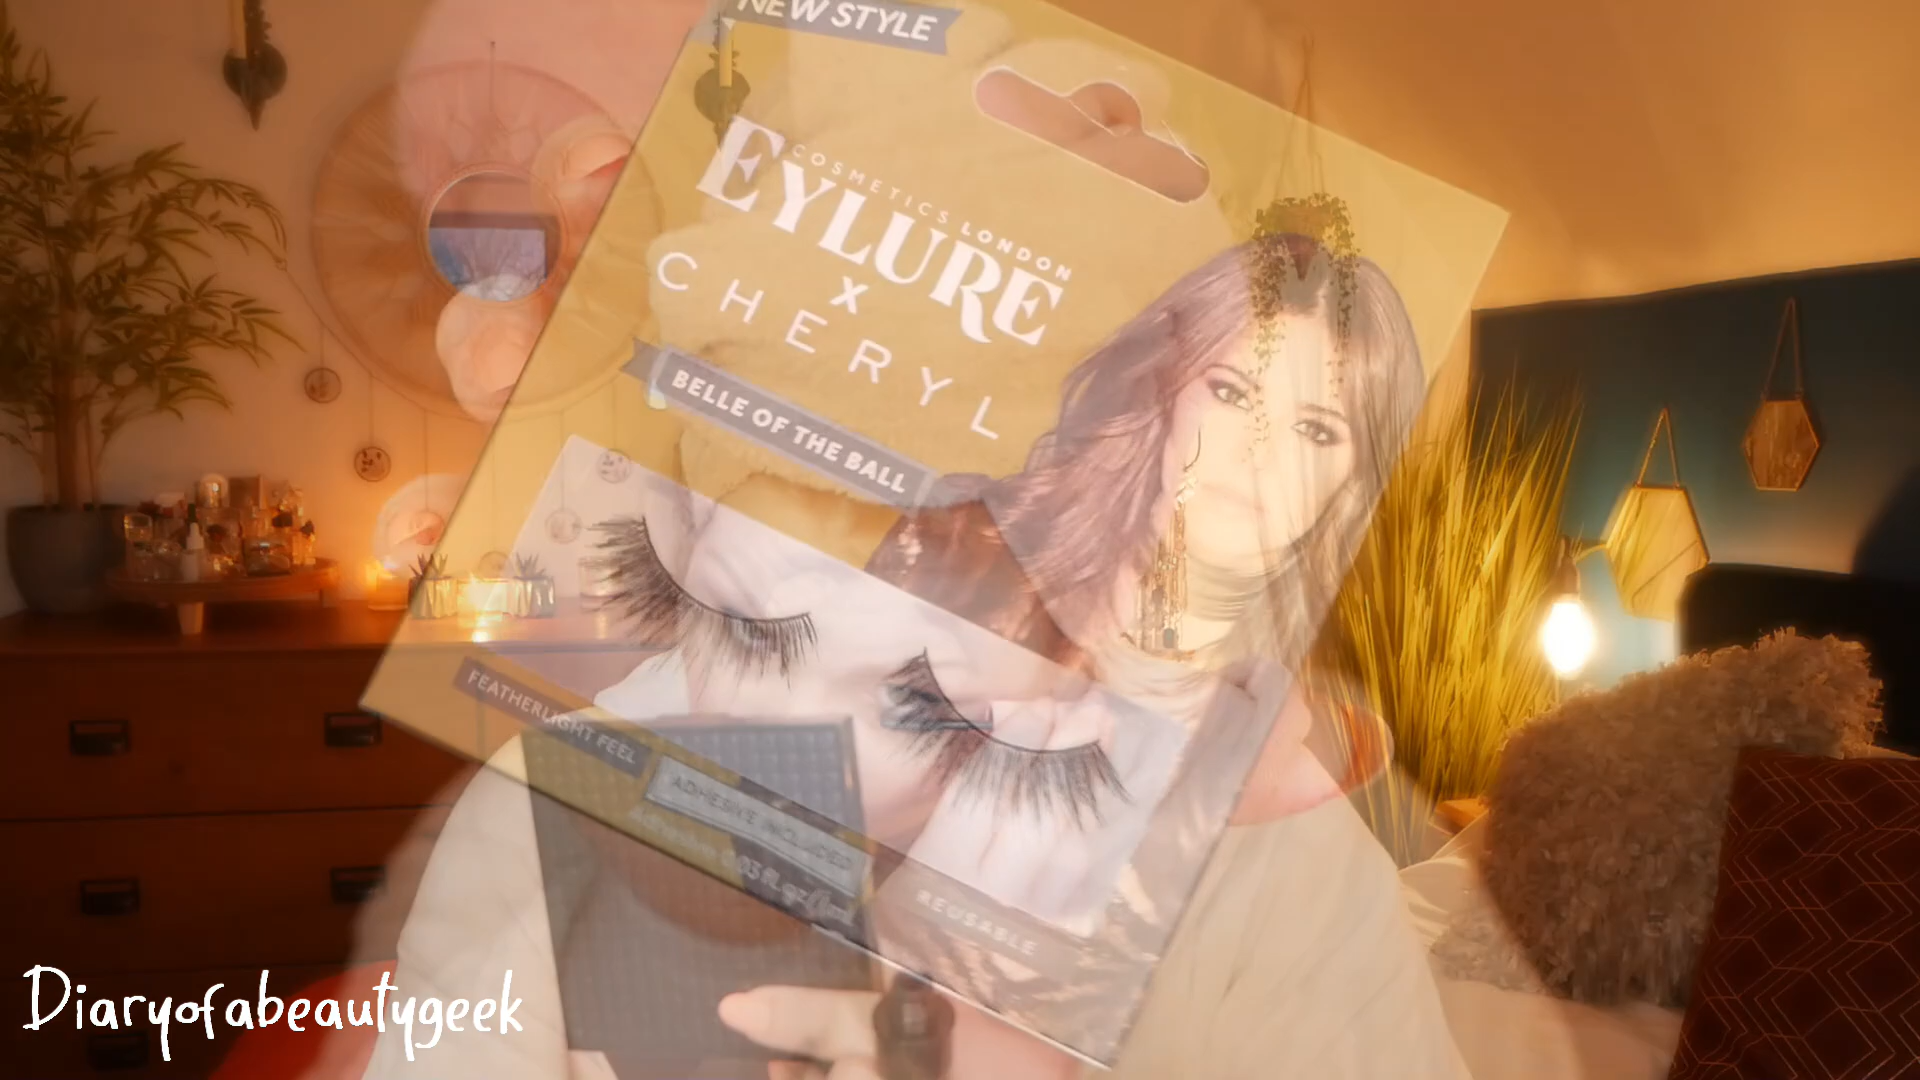 NEW STYLE
COSMETICS LONDON
EYLURE
X
CHERYL
BELLE OF THE BALL
FEATHERLIGHT FEEL
ADHESIVE INCLUDED
REUSABLE
Diaryofabeautygeek